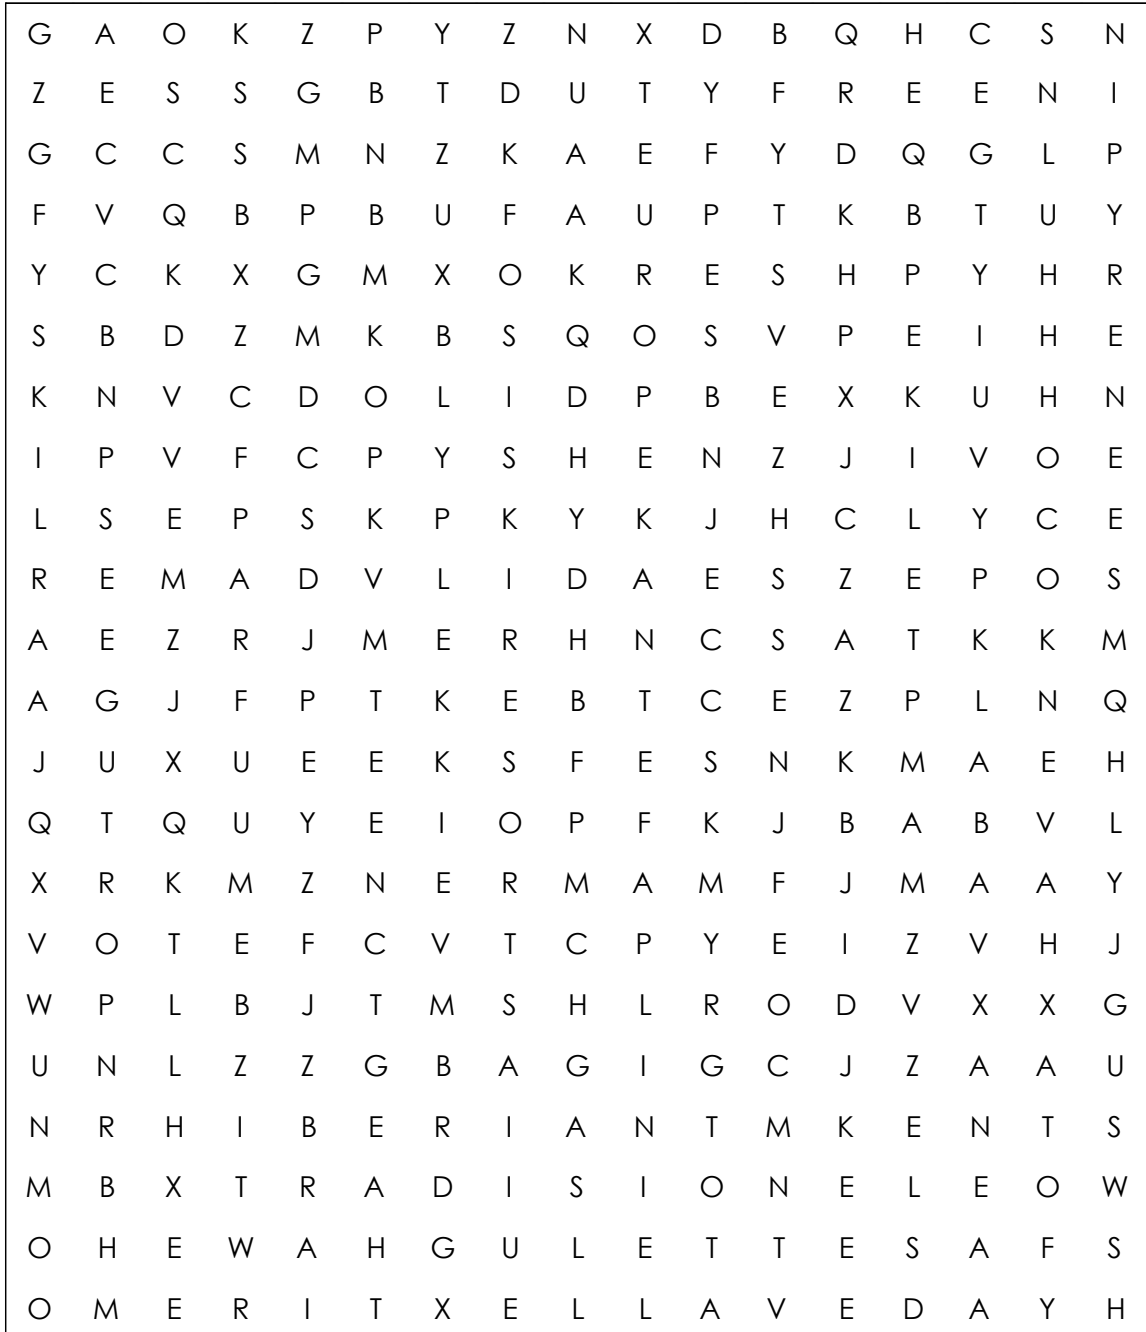 G A O K Z P Y Z N X D B Q H C S N
Z E S S G B T D U T Y F R E E N I
G C C S M N Z K A E F Y D Q G L P
F V Q B P B U F A U P T K B T U Y
Y C K X G M X O K R E S H P Y H R
S B D Z M K B S Q O S V P E I H E
K N V C D O L I D P B E X K U H N
I P V F C P Y S H E N Z J I V O E
L S E P S K P K Y K J H C L Y C E
R E M A D V L I D A E S Z E P O S
A E Z R J M E R H N C S A T K K M
A G J F P T K E B T C E Z P L N Q
J U X U E E K S F E S N K M A E H
Q T Q U Y E I O P F K J B A B V L
X R K M Z N E R M A M F J M A A Y
V O T E F C V T C P Y E I Z V H J
W P L B J T M S H L R O D V X X G
U N L Z Z G B A G I G C J Z A A U
N R H I B E R I A N T M K E N T S
M B X T R A D I S I O N E L E O W
O H E W A H G U L E T T E S A F S
O M E R I T X E L L A V E D A Y H